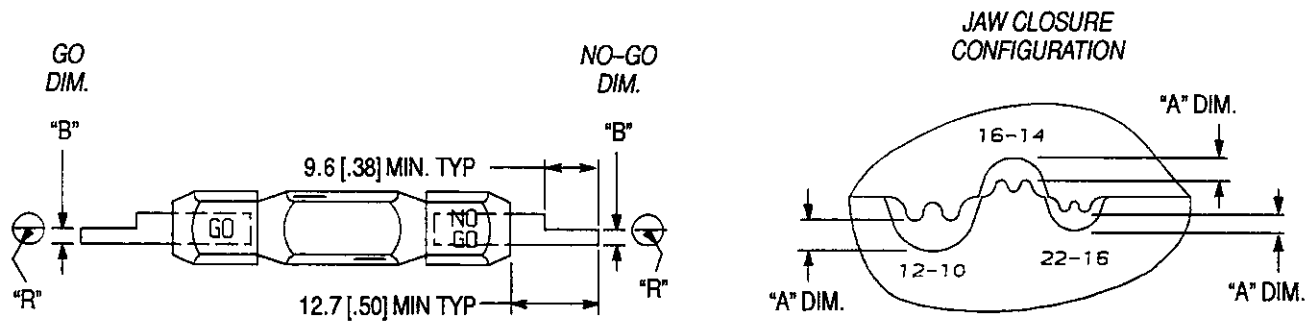 GO
DIM.
"B"
NO-GO
DIM.
"B"
9.6 [.38] MIN. TYP
GO
NO
GO
"R"
"R"
12.7 [.50] MIN TYP
JAW CLOSURE
CONFIGURATION
"A" DIM.
16-14
12-10
22-16
"A" DIM.
"A" DIM.